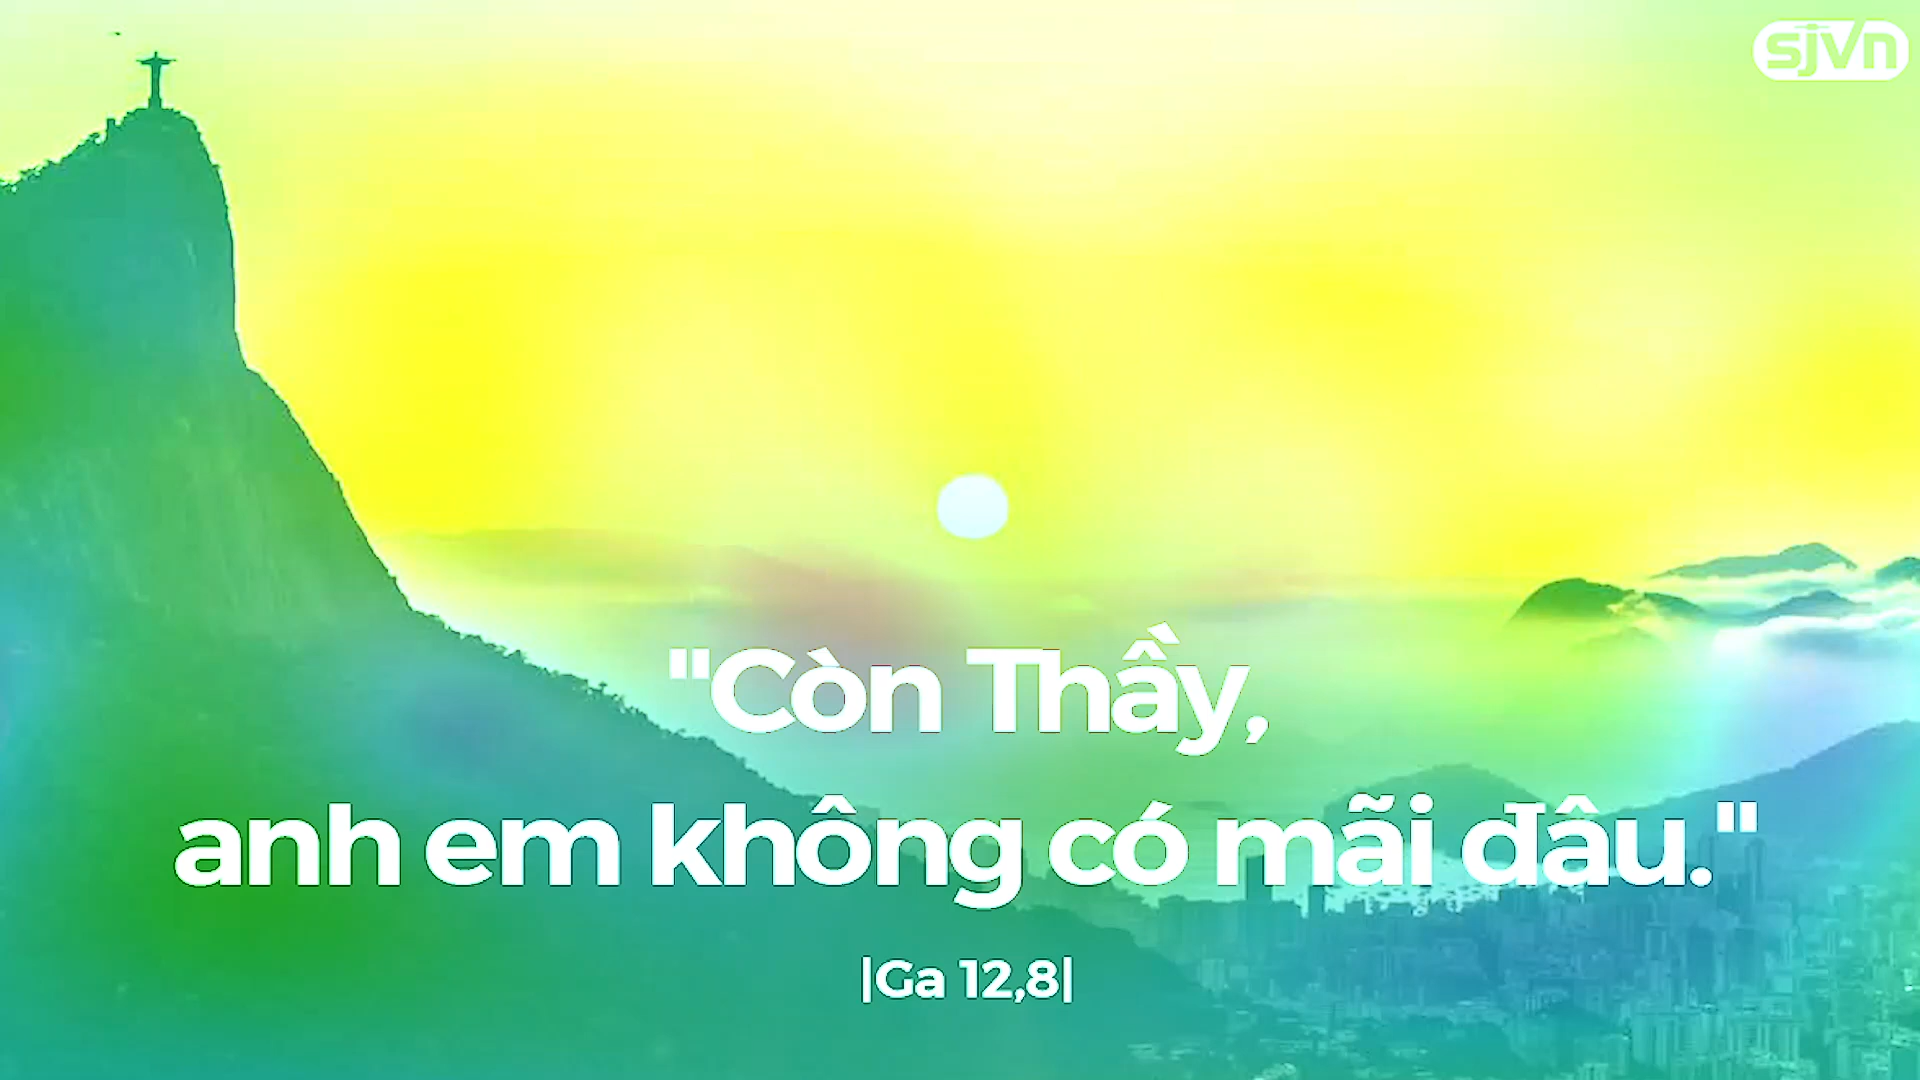 sjvn
"Còn Thầy,
anh em không có mãi đâu."
|Ga 12,8|